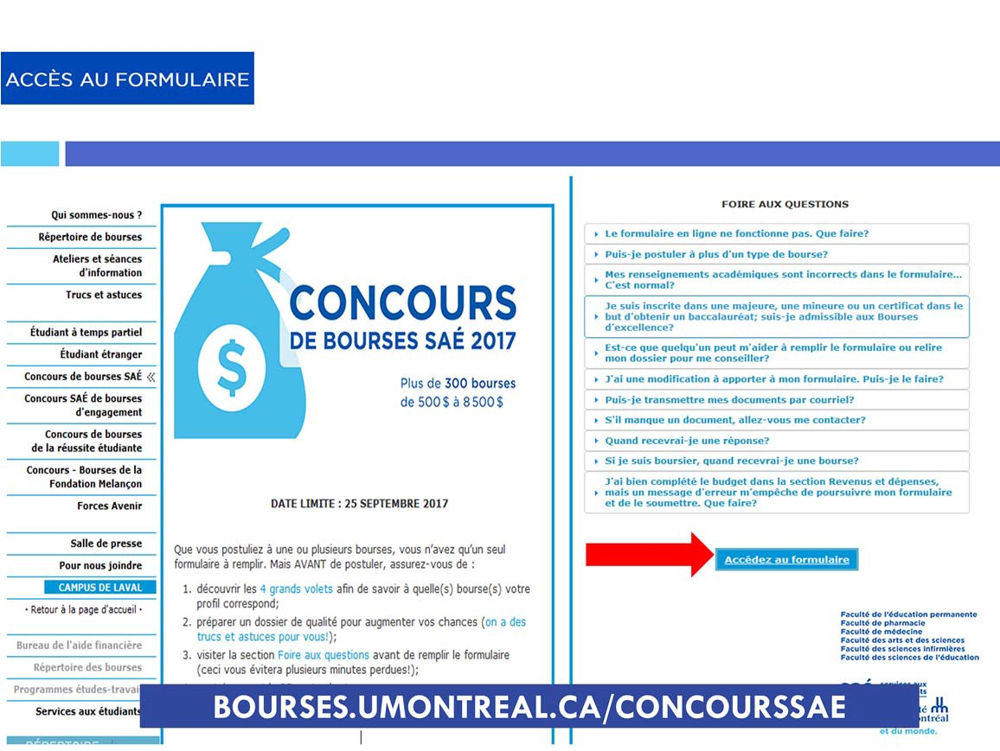 ACCÈS AU FORMULAIRE
Qui sommes-nous ?
Répertoire de bourses
Ateliers et séances
d'information
Trucs et astuces
Étudiant à temps partiel
Étudiant étranger
Concours de bourses SAÉ
Concours SAÉ de bourses
d'engagement
Concours de bourses
de la réussite étudiante
Concours - Bourses de la
Fondation Melançon
Forces Avenir
Salle de presse
Pour nous joindre
CAMPUS DE LAVAL
· Retour à la page d'accueil ·
Bureau de l'aide financière
Répertoire des bourses
Programmes études-travai
Services aux étudiants
RÉPERTOIRE
$
CONCOURS
DE BOURSES SAÉ 2017
Plus de 300 bourses
de 500 $ à 8 500 $
DATE LIMITE : 25 SEPTEMBRE 2017
Que vous postuliez à une ou plusieurs bourses, vous n'avez qu'un seul
formulaire à remplir. Mais AVANT de postuler, assurez-vous de :
1. découvrir les 4 grands volets afin de savoir à quelle(s) bourse(s) votre
profil correspond;
2. préparer un dossier de qualité pour augmenter vos chances (on a des
trucs et astuces pour vous!);
3. visiter la section Foire aux questions avant de remplir le formulaire
(ceci vous évitera plusieurs minutes perdues!);
FOIRE AUX QUESTIONS
Le formulaire en ligne ne fonctionne pas. Que faire?
Puis-je postuler à plus d'un type de bourse?
Mes renseignements académiques sont incorrects dans le formulaire...
C'est normal?
Je suis inscrite dans une majeure, une mineure ou un certificat dans le
but d'obtenir un baccalauréat; suis-je admissible aux Bourses
d'excellence?
Est-ce que quelqu'un peut m'aider à remplir le formulaire ou relire
mon dossier pour me conseiller?
J'ai une modification à apporter à mon formulaire. Puis-je le faire?
Puis-je transmettre mes documents par courriel?
S'il manque un document, allez-vous me contacter?
Quand recevrai-je une réponse?
Si je suis boursier, quand recevrai-je une bourse?
J'ai bien complété le budget dans la section Revenus et dépenses,
mais un message d'erreur m'empêche de poursuivre mon formulaire
et de le soumettre. Que faire?
Accédez au formulaire
Faculté de l'éducation permanente
Faculté de pharmacie
Faculté de médecine
Faculté des arts et des sciences
Faculté des sciences infirmières
Faculté des sciences de l'éducation
services aux
BOURSES.UMONTREAL.CA/CONCOURSSAE
et du monde.